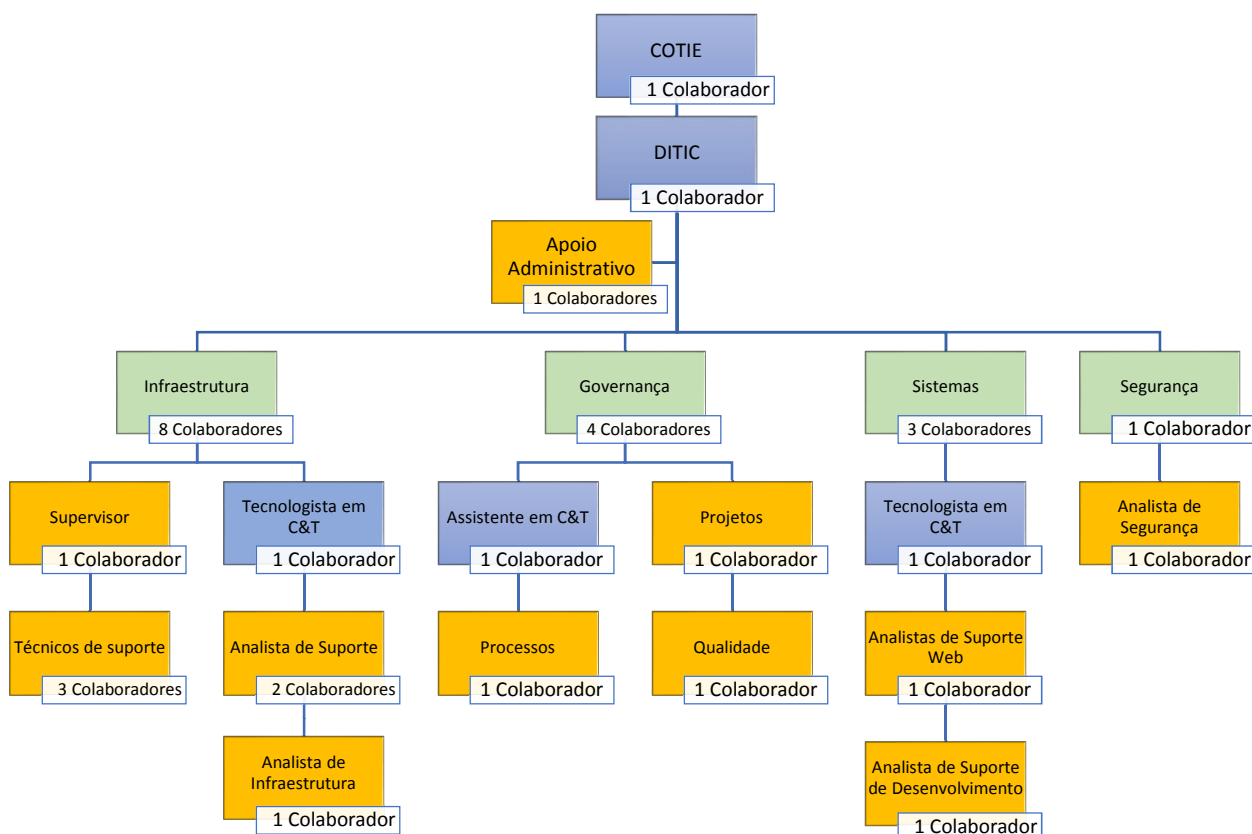 COTIE
1 Colaborador
DITIC
1 Colaborador
Apoio
Administrativo
1 Colaboradores
Infraestrutura
8 Colaboradores
Governança
4 Colaboradores
Sistemas
3 Colaboradores
Segurança
1 Colaborador
Supervisor
1 Colaborador
Tecnologista em
C&T
1 Colaborador
Assistente em C&T
1 Colaborador
Projetos
1 Colaborador
Tecnologista em
C&T
1 Colaborador
Analista de
Segurança
1 Colaborador
Técnicos de suporte
3 Colaboradores
Analista de Suporte
2 Colaboradores
Processos
1 Colaborador
Qualidade
1 Colaborador
Analistas de Suporte
Web
1 Colaborador
Analista de
Infraestrutura
1 Colaborador
Analista de Suporte
de Desenvolvimento
1 Colaborador